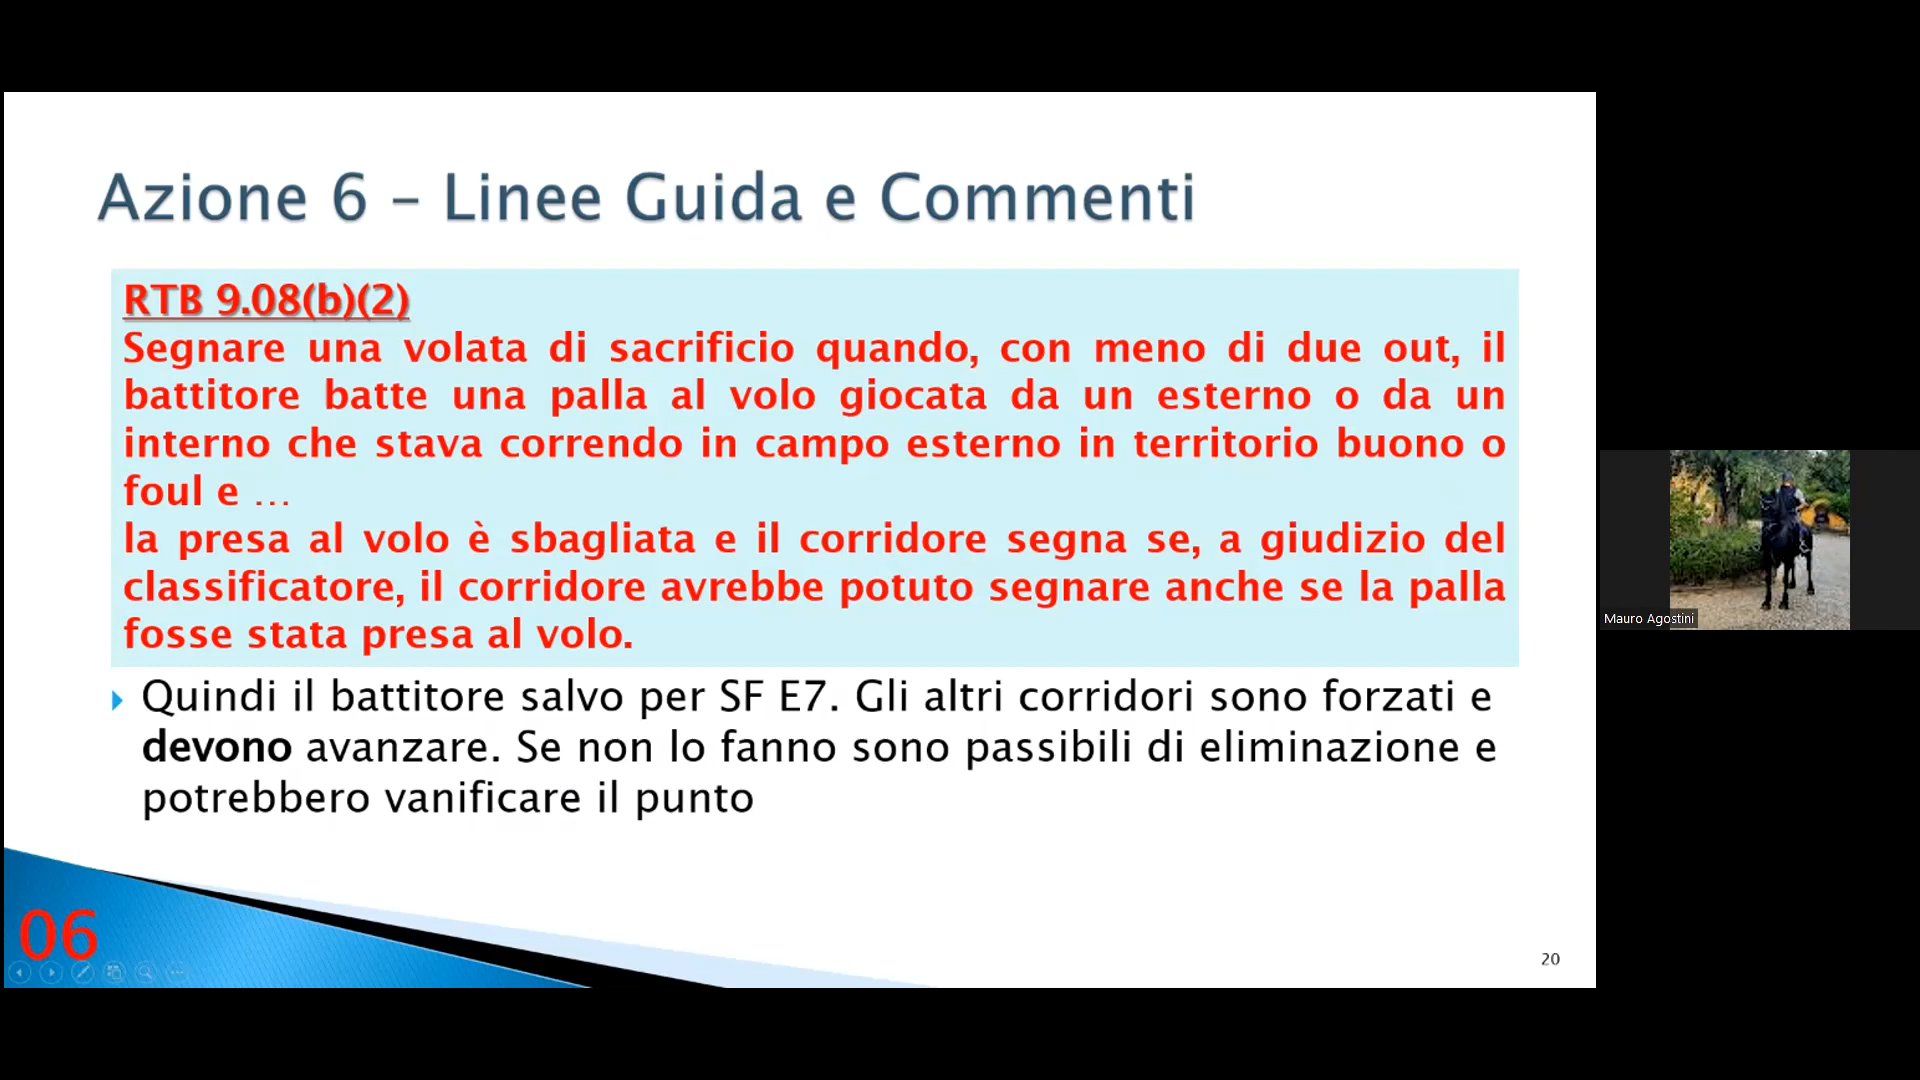 Azione 6 – Linee Guida e Commenti
RTB 9.08(b)(2)
Segnare una volata di sacrificio quando, con meno di due out, il
battitore batte una palla al volo giocata da un esterno o da un
interno che stava correndo in campo esterno in territorio buono o
foul e …
la presa al volo è sbagliata e il corridore segna se, a giudizio del
classificatore, il corridore avrebbe potuto segnare anche se la palla
fosse stata presa al volo.
Quindi il battitore salvo per SF E7. Gli altri corridori sono forzati e
devono avanzare. Se non lo fanno sono passibili di eliminazione e
potrebbero vanificare il punto
06
20
Mauro Agostini